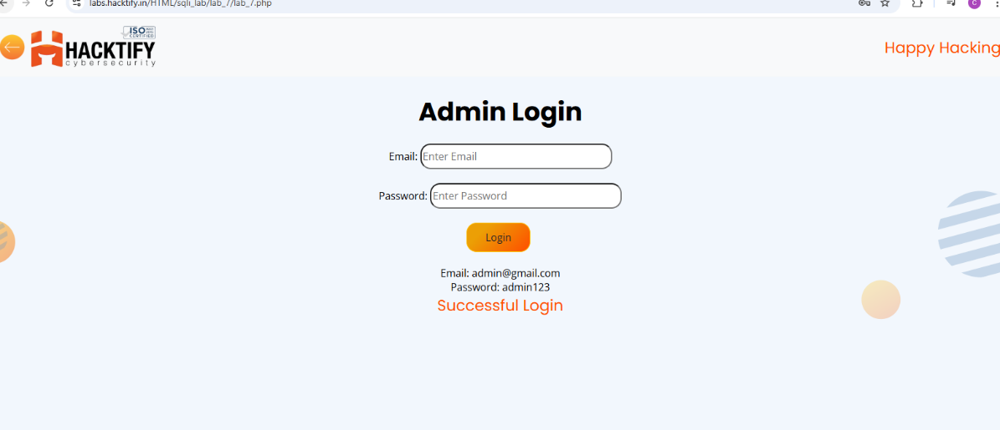 labs.hacktify.in/HTML/sqli_lab/lab_7/lab_7.php
C
ISO
CERTIFIED
HACKTIFY
cybersecurity
Happy Hacking
Admin Login
Email: Enter Email
Password: Enter Password
Login
Email: admin@gmail.com
Password: admin123
Successful Login